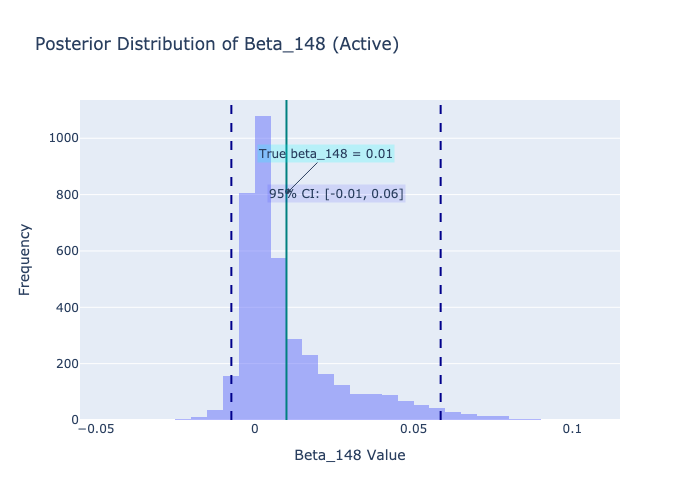 Posterior Distribution of Beta_148 (Active)
1000
800
600
400
200
0
Frequency
True beta_148 = 0.01
95% CI: [-0.01, 0.06]
−0.05
0
0.05
0.1
Beta_148 Value